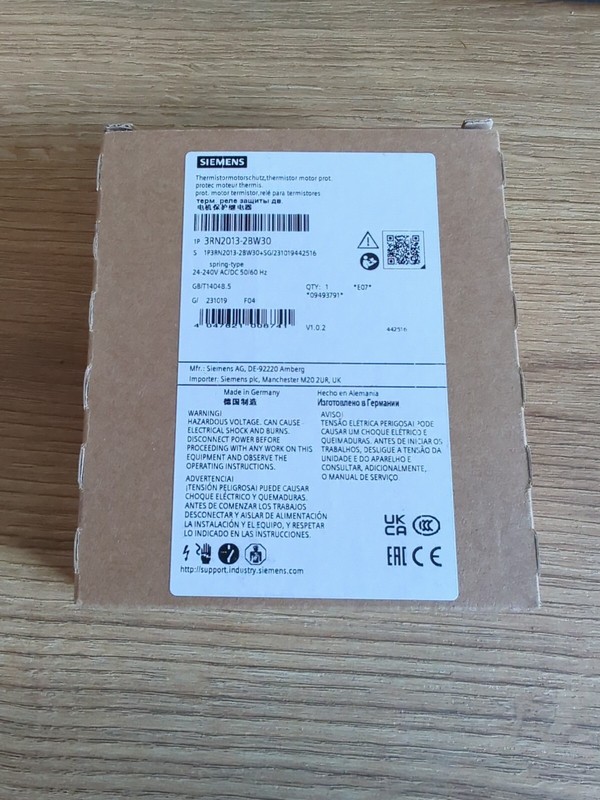 SIEMENS
Thermistormotorschutz,thermistor motor prot.
protec moteur thermis.
prot. motor termistor,relé para termistores
терм. реле защиты дв.
电机保护继电器
1P 3RN2013-2BW30
S 1P3RN2013-2BW30+SG/231019442516
spring-type
24-240V AC/DC 50/60 Hz
GB/T14048.5
QTY: 1 *E07*
*09493791*
G/ 231019 F04
4 047621 006741
V1.0.2
442516
Mfr.: Siemens AG, DE-92220 Amberg
Importer: Siemens plc, Manchester M20 2UR, UK
Made in Germany
Hecho en Alemania
德国制造
Изготовлено в Германии
WARNING!
HAZARDOUS VOLTAGE. CAN CAUSE
ELECTRICAL SHOCK AND BURNS.
DISCONNECT POWER BEFORE
PROCEEDING WITH ANY WORK ON THIS
EQUIPMENT AND OBSERVE THE
OPERATING INSTRUCTIONS.
ADVERTENCIA!
¡TENSIÓN PELIGROSA! PUEDE CAUSAR
CHOQUE ELÉCTRICO Y QUEMADURAS.
ANTES DE COMENZAR LOS TRABAJOS
DESCONECTAR Y AISLAR DE ALIMENTACIÓN
LA INSTALACIÓN Y EL EQUIPO, Y RESPETAR
LO INDICADO EN LAS INSTRUCCIONES.
AVISO!
TENSÃO ELÉTRICA PERIGOSA! PODE
CAUSAR UM CHOQUE ELÉTRICO E
QUEIMADURAS. ANTES DE INICIAR OS
TRABALHOS, DESLIGUE A TENSÃO DA
UNIDADE E DO APARELHO E
CONSULTAR, ADICIONALMENTE,
O MANUAL DE SERVIÇO.
UK
CA
CCC
EAC CE
http://support.industry.siemens.com